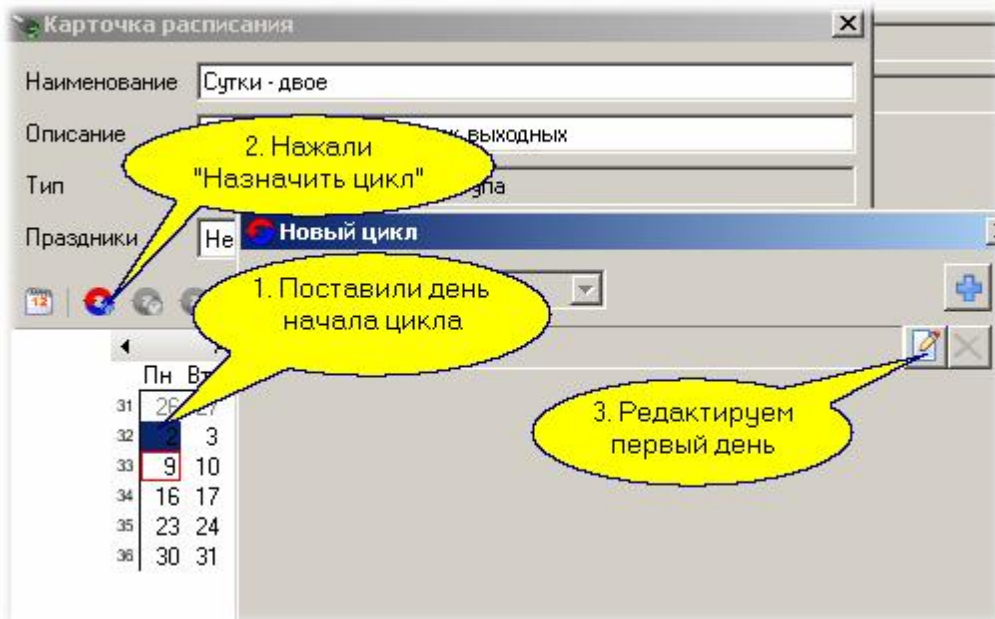 Карточка расписания
Наименование Сутки - двое
Описание выходных
Тип
Праздники Не
2. Нажали
"Назначить цикл"
Новый цикл
12
1. Поставили день
начала цикла
Пн Вт
31 26 27
32 2 3
33 9 10
34 16 17
35 23 24
36 30 31
3. Редактируем
первый день